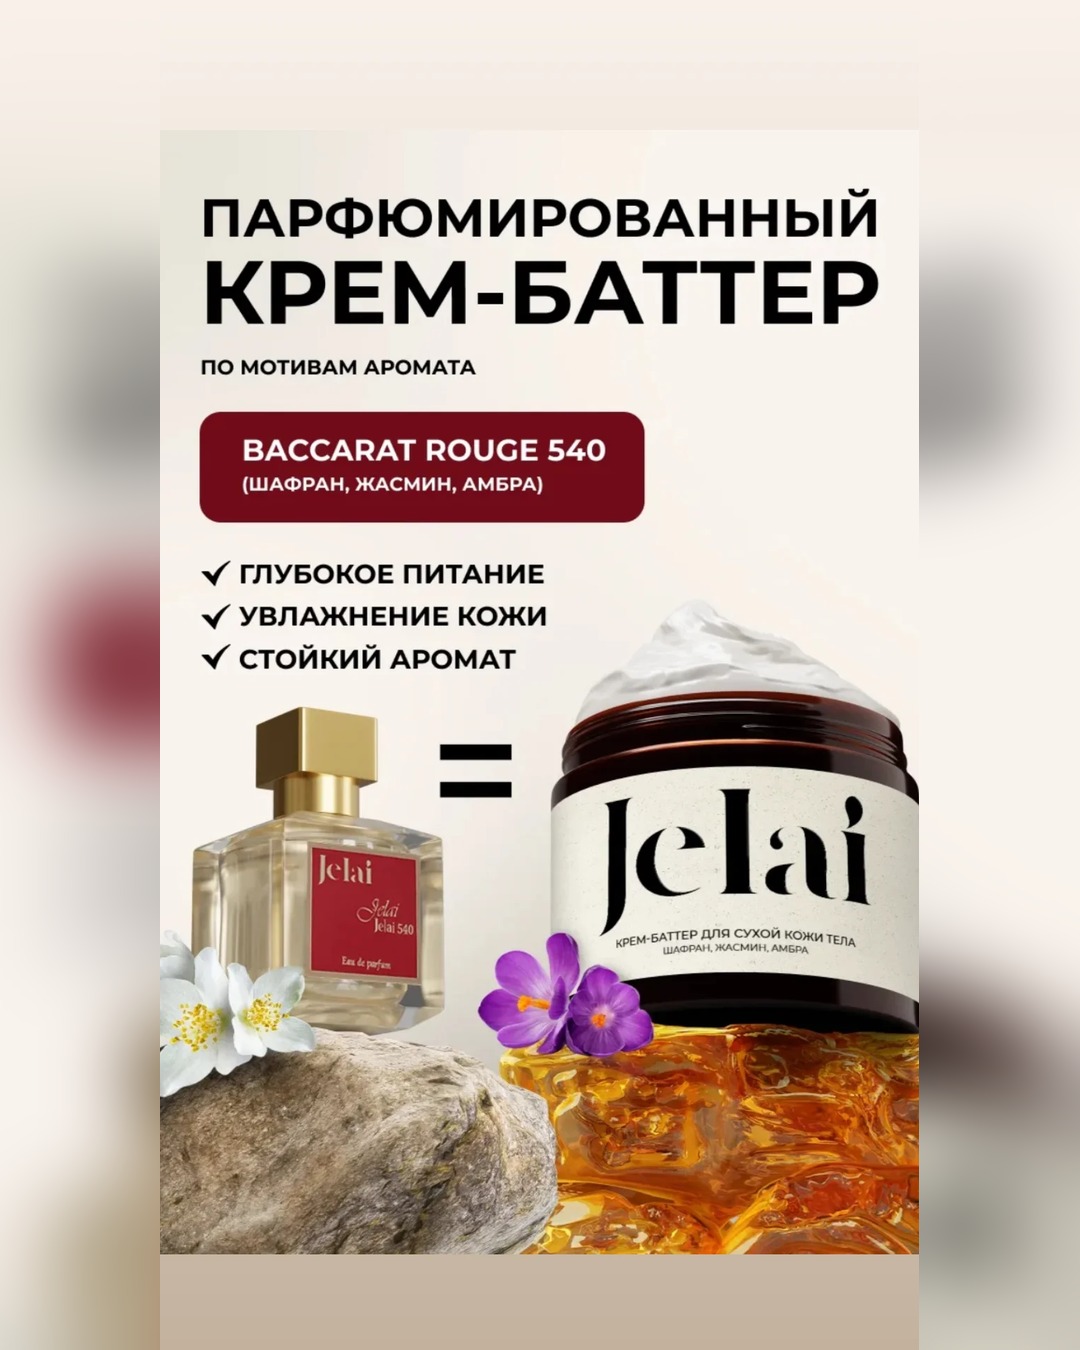 ПАРФЮМИРОВАННЫЙ
КРЕМ-БАТТЕР
ПО МОТИВАМ АРОМАТА
BACCARAT ROUGE 540
(ШАФРАН, ЖАСМИН, АМБРА)
ГЛУБОКОЕ ПИТАНИЕ
УВЛАЖНЕНИЕ КОЖИ
СТОЙКИЙ АРОМАТ
=
Jelai
Jelai
Jelai 540
Eau de parfum
Jelai
КРЕМ-БАТТЕР ДЛЯ СУХОЙ КОЖИ ТЕЛА
ШАФРАН, ЖАСМИН, АМБРА